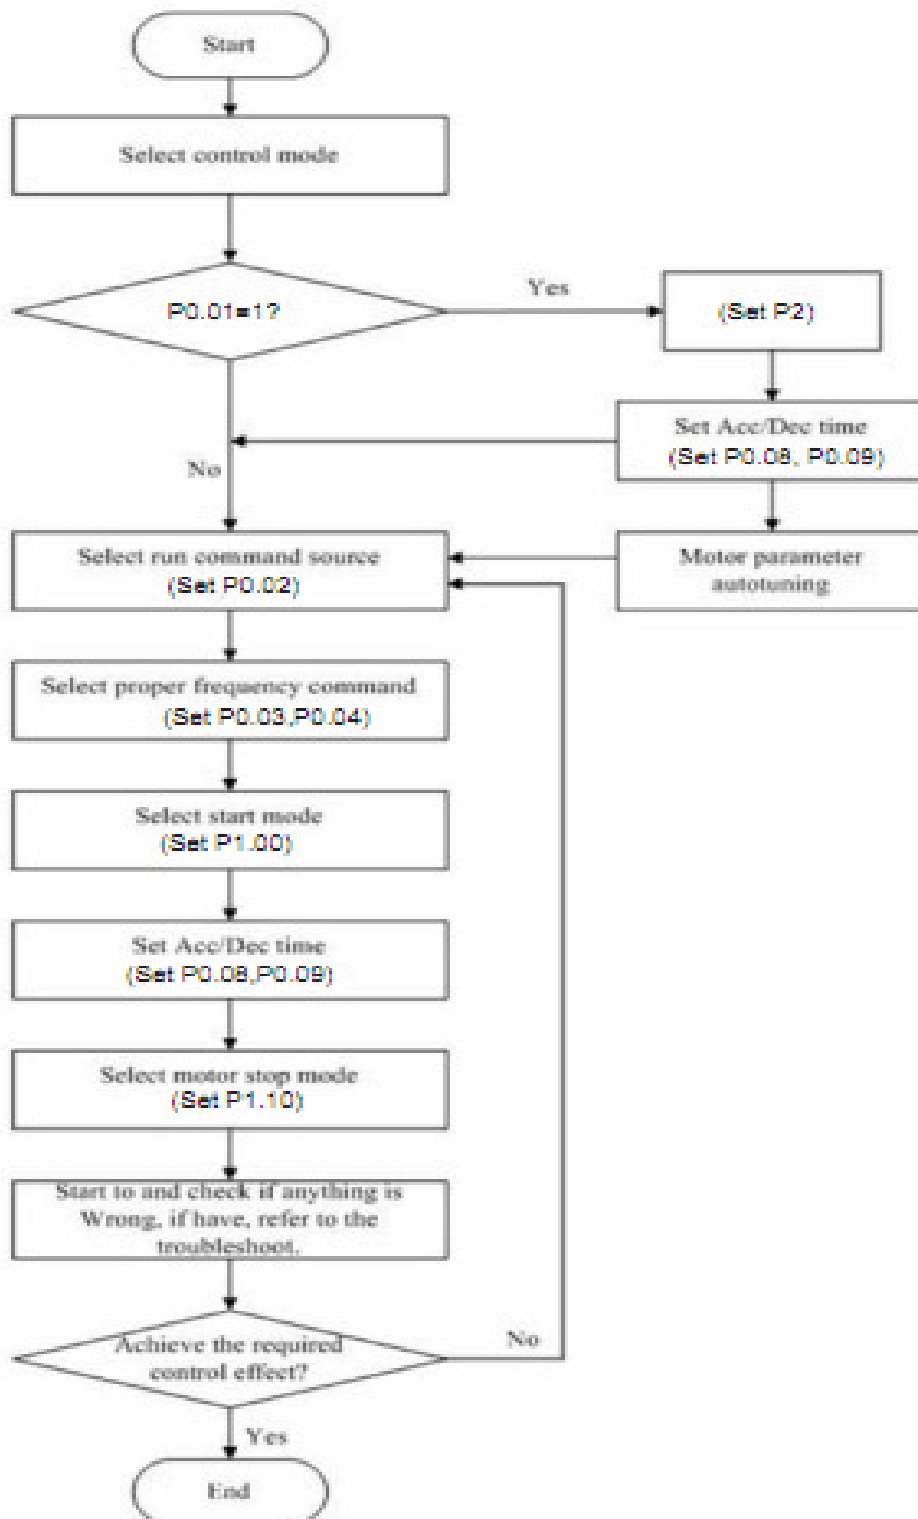 Start
Select control mode
P0.01=1?
Yes
(Set P2)
Set Acc/Dec time
(Set P0.08, P0.09)
No
Select run command source
(Set P0.02)
Motor parameter
autotuning
Select proper frequency command
(Set P0.03,P0.04)
Select start mode
(Set P1.00)
Set Acc/Dec time
(Set P0.08,P0.09)
Select motor stop mode
(Set P1.10)
Start to and check if anything is
Wrong, if have, refer to the
troubleshoot.
Achieve the required
control effect?
No
Yes
End